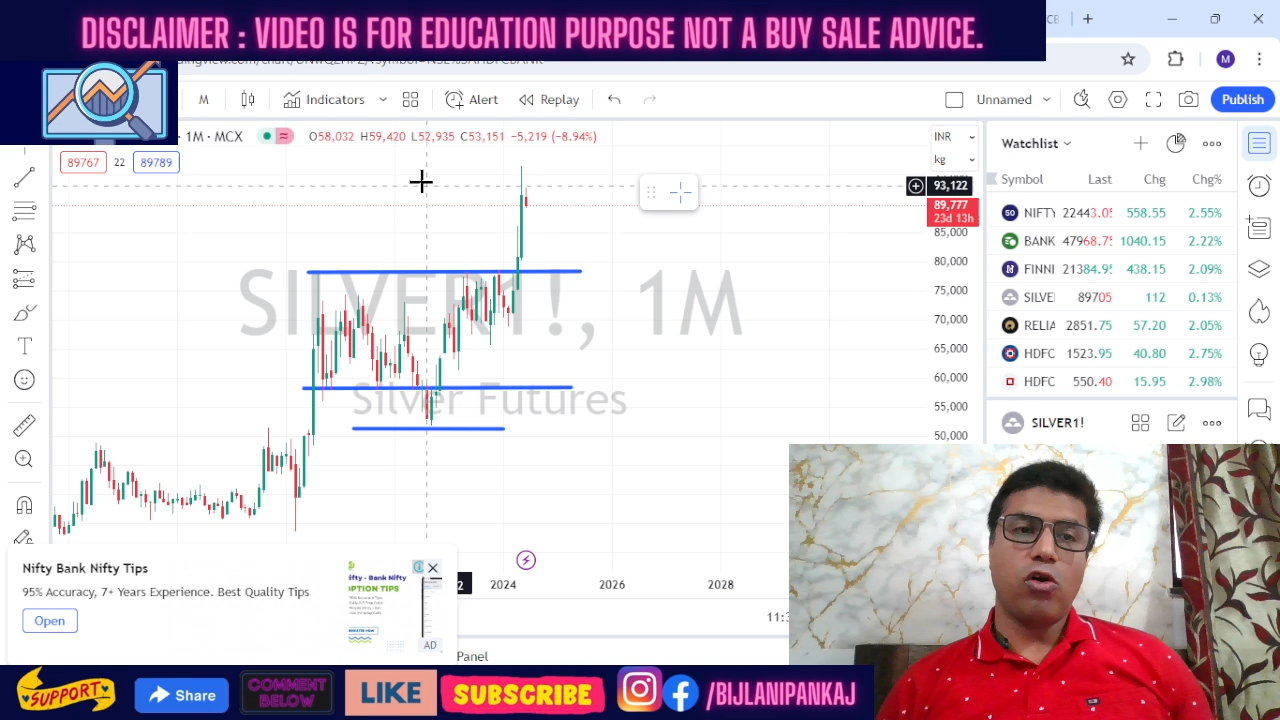 DISCLAIMER : VIDEO IS FOR EDUCATION PURPOSE NOT A BUY SALE ADVICE.
M
Indicators
Alert
Replay
Unnamed
Publish
· 1M · MCX
O58,032 H59,420 L52,935 C53,151 −5,219 (−8.94%)
INR
kg
89767
22
89789
93,122
89,777
23d 13h
85,000
80,000
75,000
70,000
65,000
60,000
55,000
50,000
SILVER1!, 1M
Silver Futures
2024
2026
2028
Watchlist
Symbol Last Chg Chg%
NIFTY 22443.05 558.55 2.55%
BANK 47968.75 1040.15 2.22%
FINNI 21384.95 438.15 2.09%
SILVE 89705 112 0.13%
RELIA 2851.75 57.20 2.05%
HDFC 1523.95 40.80 2.75%
HDFC 550.40 15.95 2.98%
SILVER1!
Nifty Bank Nifty Tips
95% Accuracy, 7+ Years Experience. Best Quality Tips
Open
AD
Panel
SUPPORT
Share
COMMENT
BELOW
LIKE
SUBSCRIBE
/BIJLANIPANKAJ